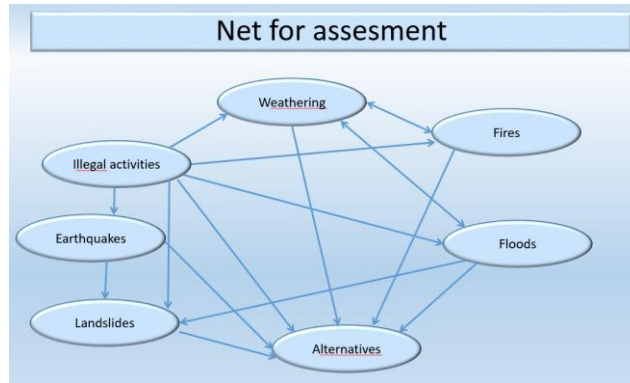 Net for assesment
Weathering
Fires
Illegal activities
Earthquakes
Floods
Landslides
Alternatives